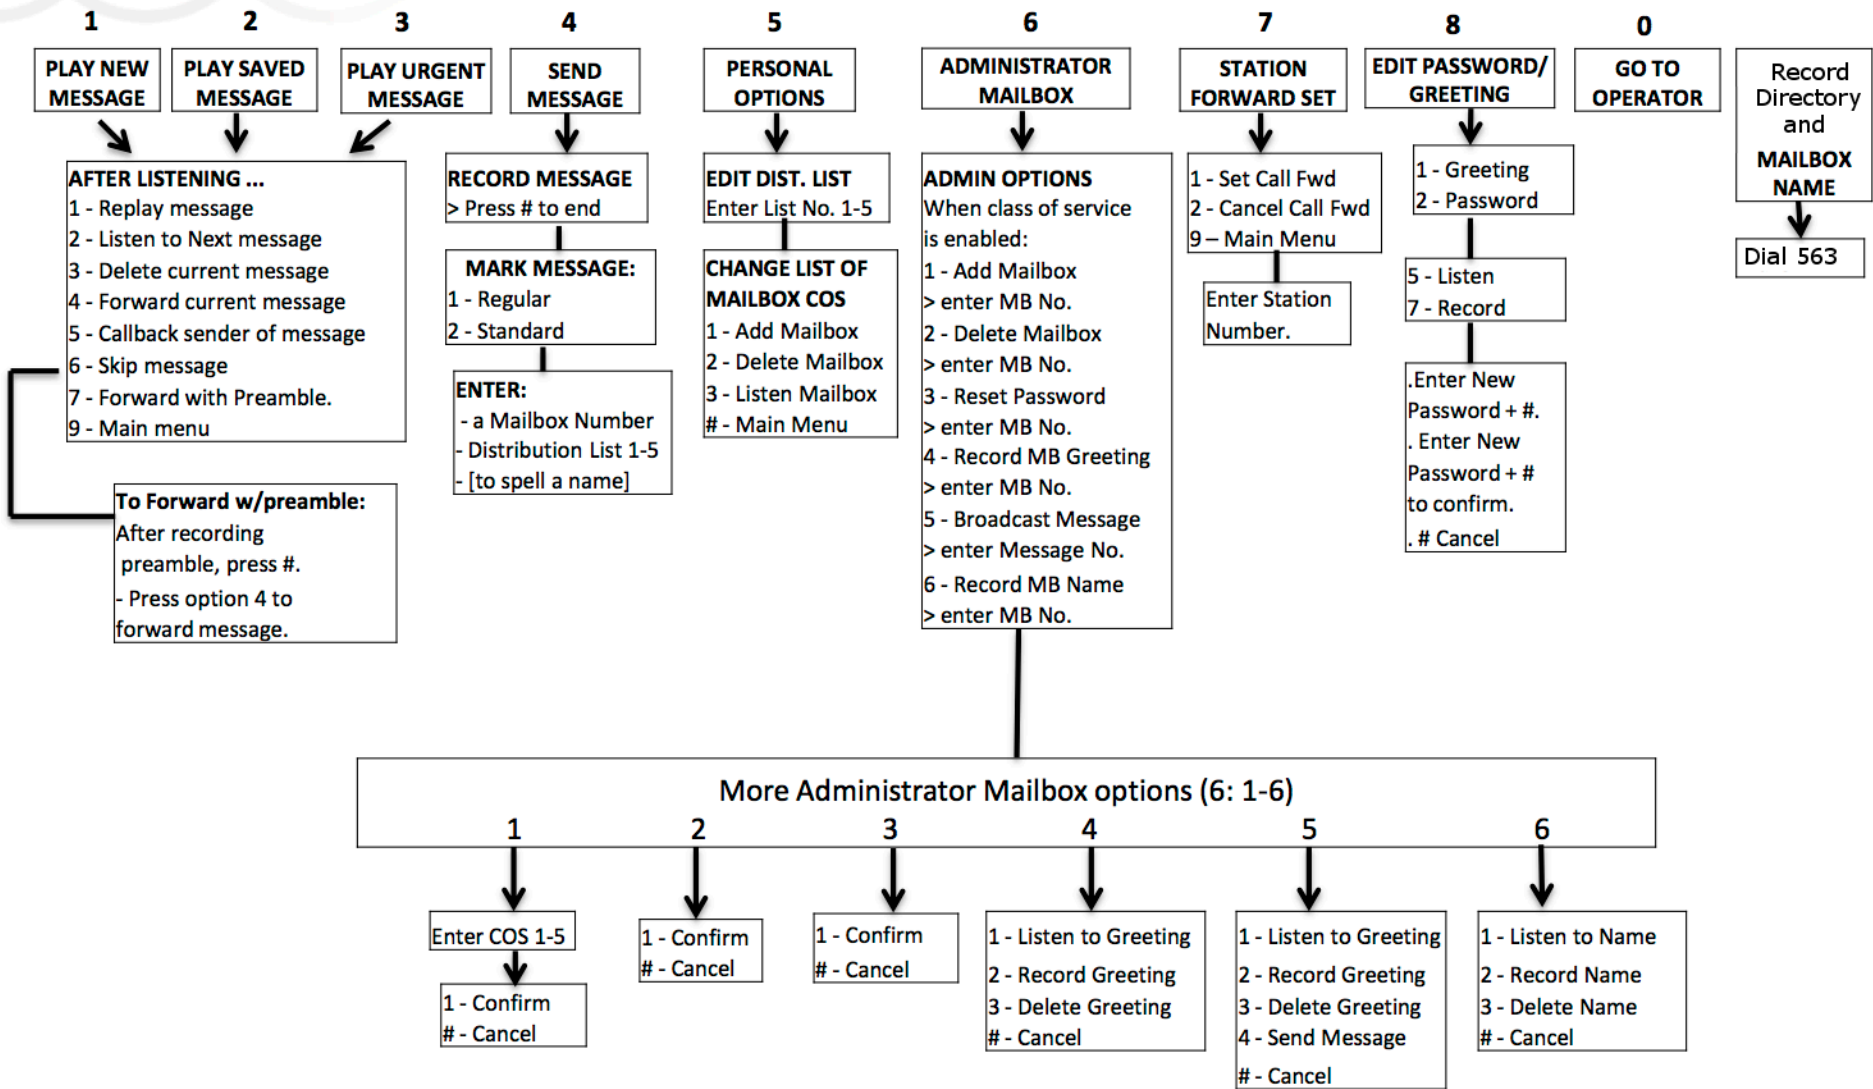 1
2
3
4
5
6
7
8
0
PLAY NEW
MESSAGE
PLAY SAVED
MESSAGE
PLAY URGENT
MESSAGE
SEND
MESSAGE
PERSONAL
OPTIONS
ADMINISTRATOR
MAILBOX
STATION
FORWARD SET
EDIT PASSWORD/
GREETING
GO TO
OPERATOR
Record
Directory
and
MAILBOX
NAME
Dial 563
AFTER LISTENING ...
1 - Replay message
2 - Listen to Next message
3 - Delete current message
4 - Forward current message
5 - Callback sender of message
6 - Skip message
7 - Forward with Preamble.
9 - Main menu
To Forward w/preamble:
After recording
preamble, press #.
- Press option 4 to
forward message.
RECORD MESSAGE
> Press # to end
MARK MESSAGE:
1 - Regular
2 - Standard
ENTER:
- a Mailbox Number
- Distribution List 1-5
- [to spell a name]
EDIT DIST. LIST
Enter List No. 1-5
CHANGE LIST OF
MAILBOX COS
1 - Add Mailbox
2 - Delete Mailbox
3 - Listen Mailbox
# - Main Menu
ADMIN OPTIONS
When class of service
is enabled:
1 - Add Mailbox
> enter MB No.
2 - Delete Mailbox
> enter MB No.
3 - Reset Password
> enter MB No.
4 - Record MB Greeting
> enter MB No.
5 - Broadcast Message
> enter Message No.
6 - Record MB Name
> enter MB No.
1 - Set Call Fwd
2 - Cancel Call Fwd
9 – Main Menu
Enter Station
Number.
1 - Greeting
2 - Password
5 - Listen
7 - Record
.Enter New
Password + #.
. Enter New
Password + #
to confirm.
. # Cancel
More Administrator Mailbox options (6: 1-6)
1
2
3
4
5
6
Enter COS 1-5
1 - Confirm
# - Cancel
1 - Confirm
# - Cancel
1 - Confirm
# - Cancel
1 - Listen to Greeting
2 - Record Greeting
3 - Delete Greeting
# - Cancel
1 - Listen to Greeting
2 - Record Greeting
3 - Delete Greeting
4 - Send Message
# - Cancel
1 - Listen to Name
2 - Record Name
3 - Delete Name
# - Cancel